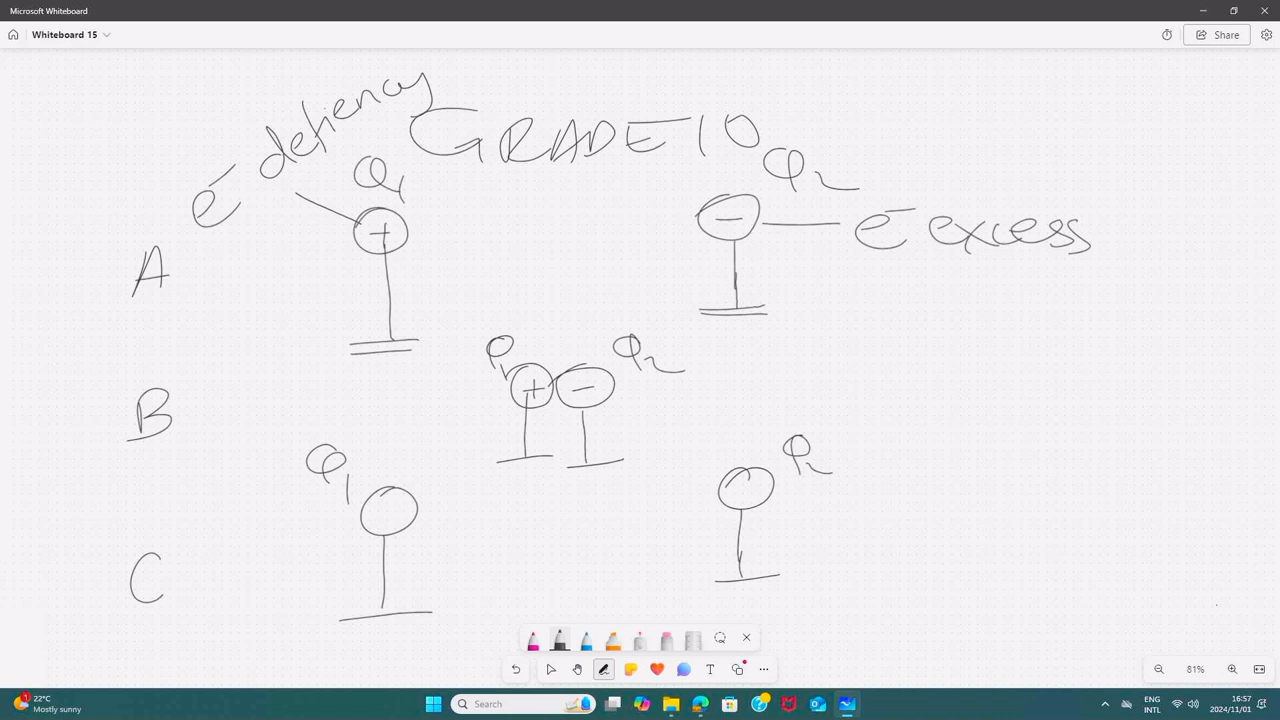 Microsoft Whiteboard
Whiteboard 15
Share
e⁻ deficiency
GRADE 10
Q1
+
Q2
−
e⁻ excess
A
Q1
+
Q2
−
B
Q1
Q2
C
T
81%
1
22°C
Mostly sunny
Search
ENG
INTL
16:57
2024/11/01